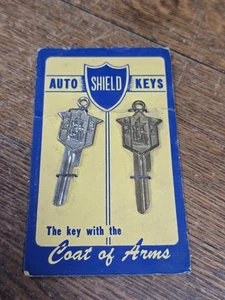 AUTO SHIELD KEYS
The key with the
Coat of Arms